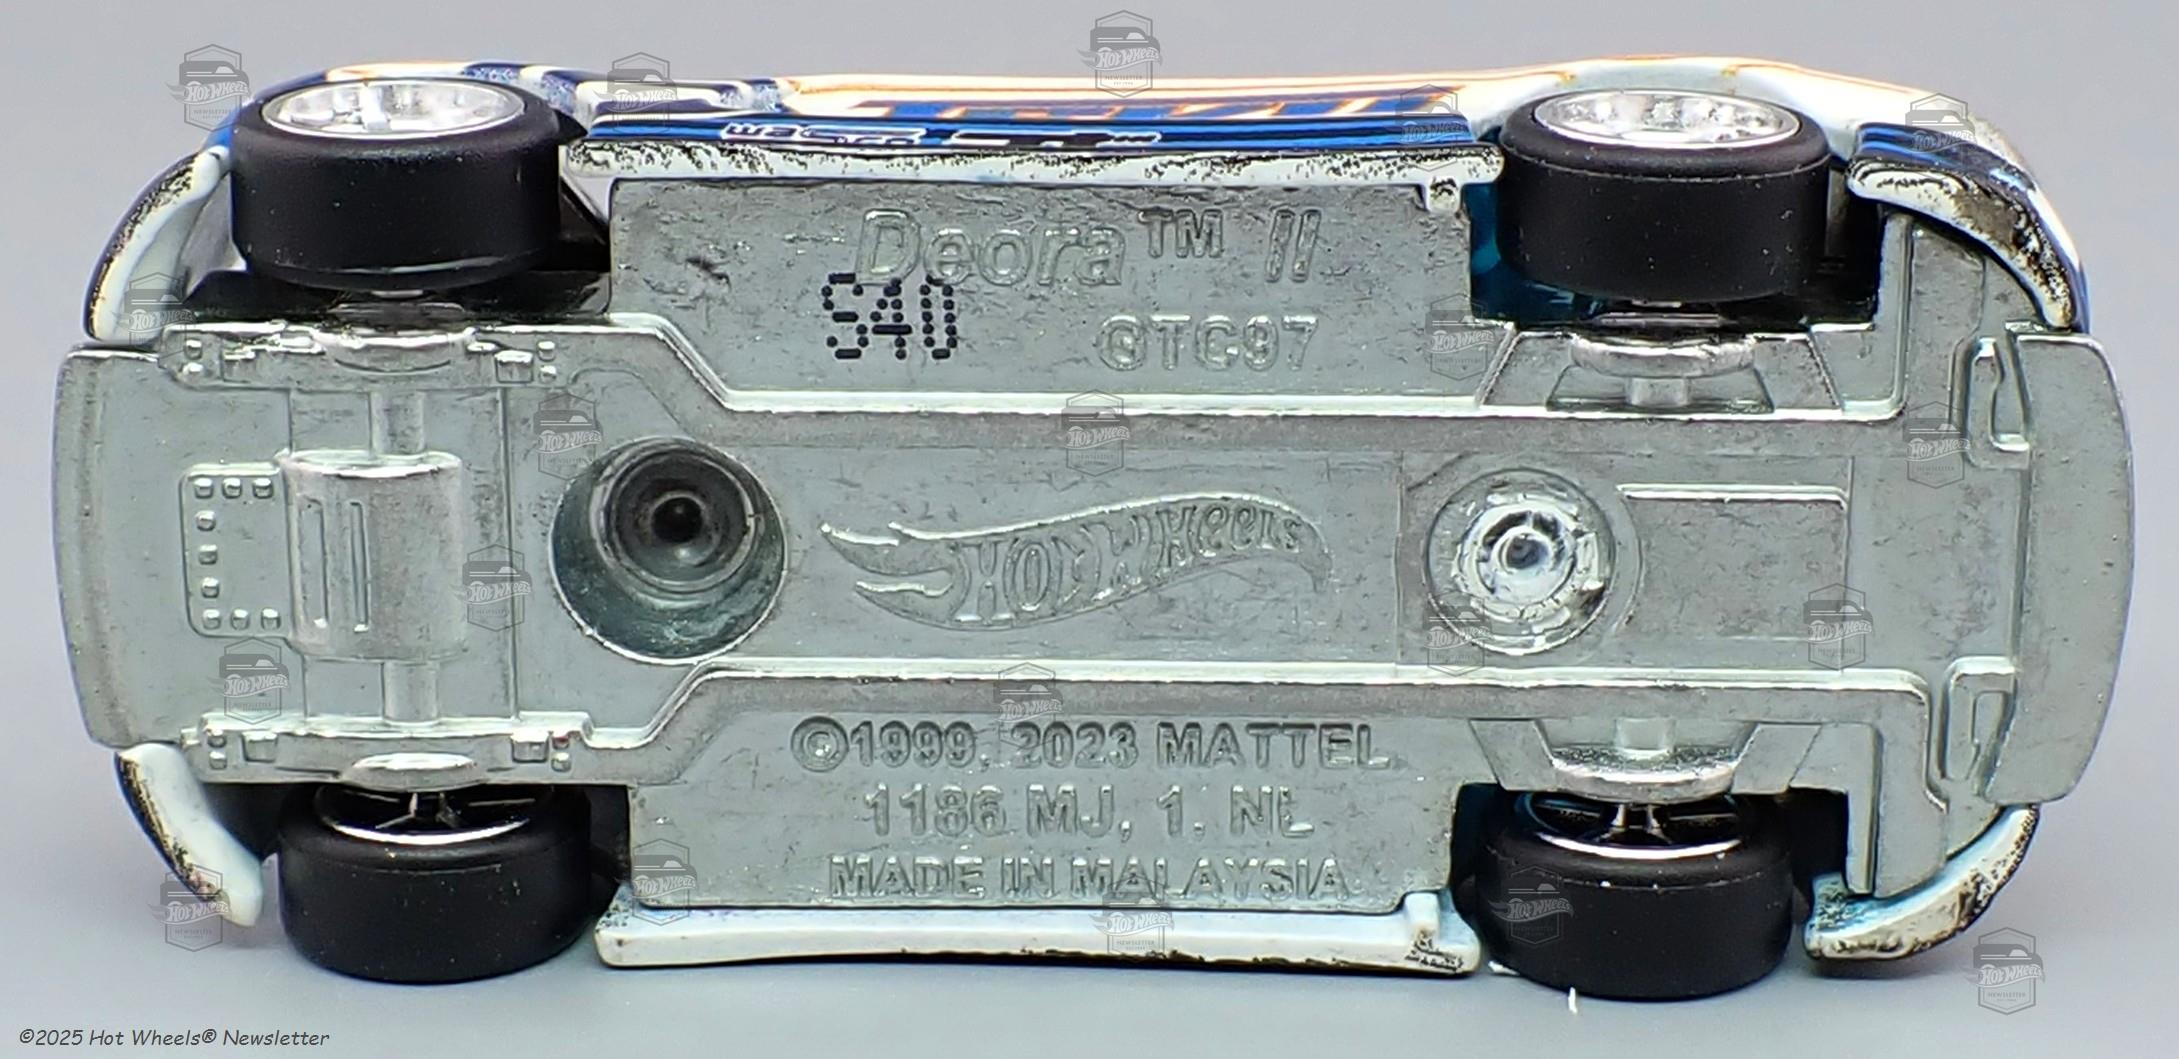 Deora™ II
S40
GTC97
HOT WHEELS
©1999, 2023 MATTEL
1186 MJ, 1, NL
MADE IN MALAYSIA
©2025 Hot Wheels® Newsletter